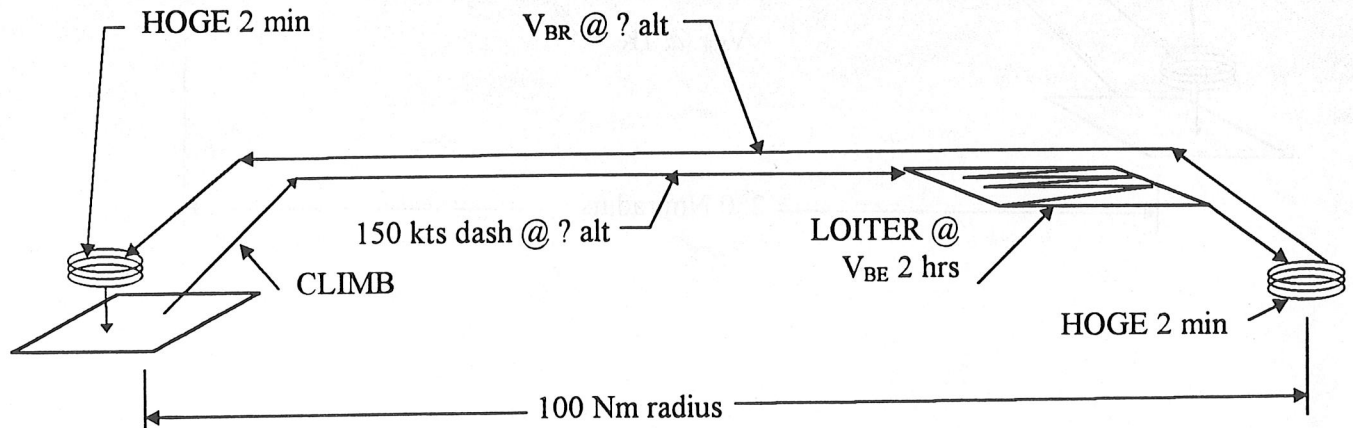 HOGE 2 min
V_BR @ ? alt
150 kts dash @ ? alt
LOITER @
V_BE 2 hrs
CLIMB
HOGE 2 min
100 Nm radius